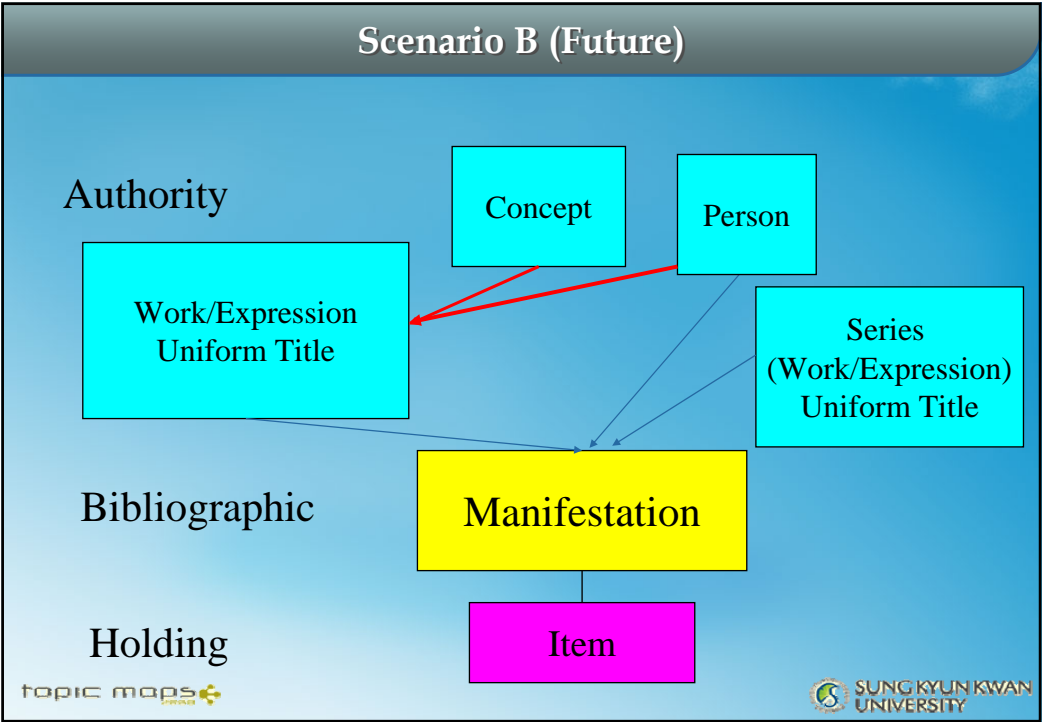 Scenario B (Future)
Authority
Concept
Person
Work/Expression
Uniform Title
Series
(Work/Expression)
Uniform Title
Bibliographic
Manifestation
Holding
Item
topic maps
SUNG KYUN KWAN
UNIVERSITY